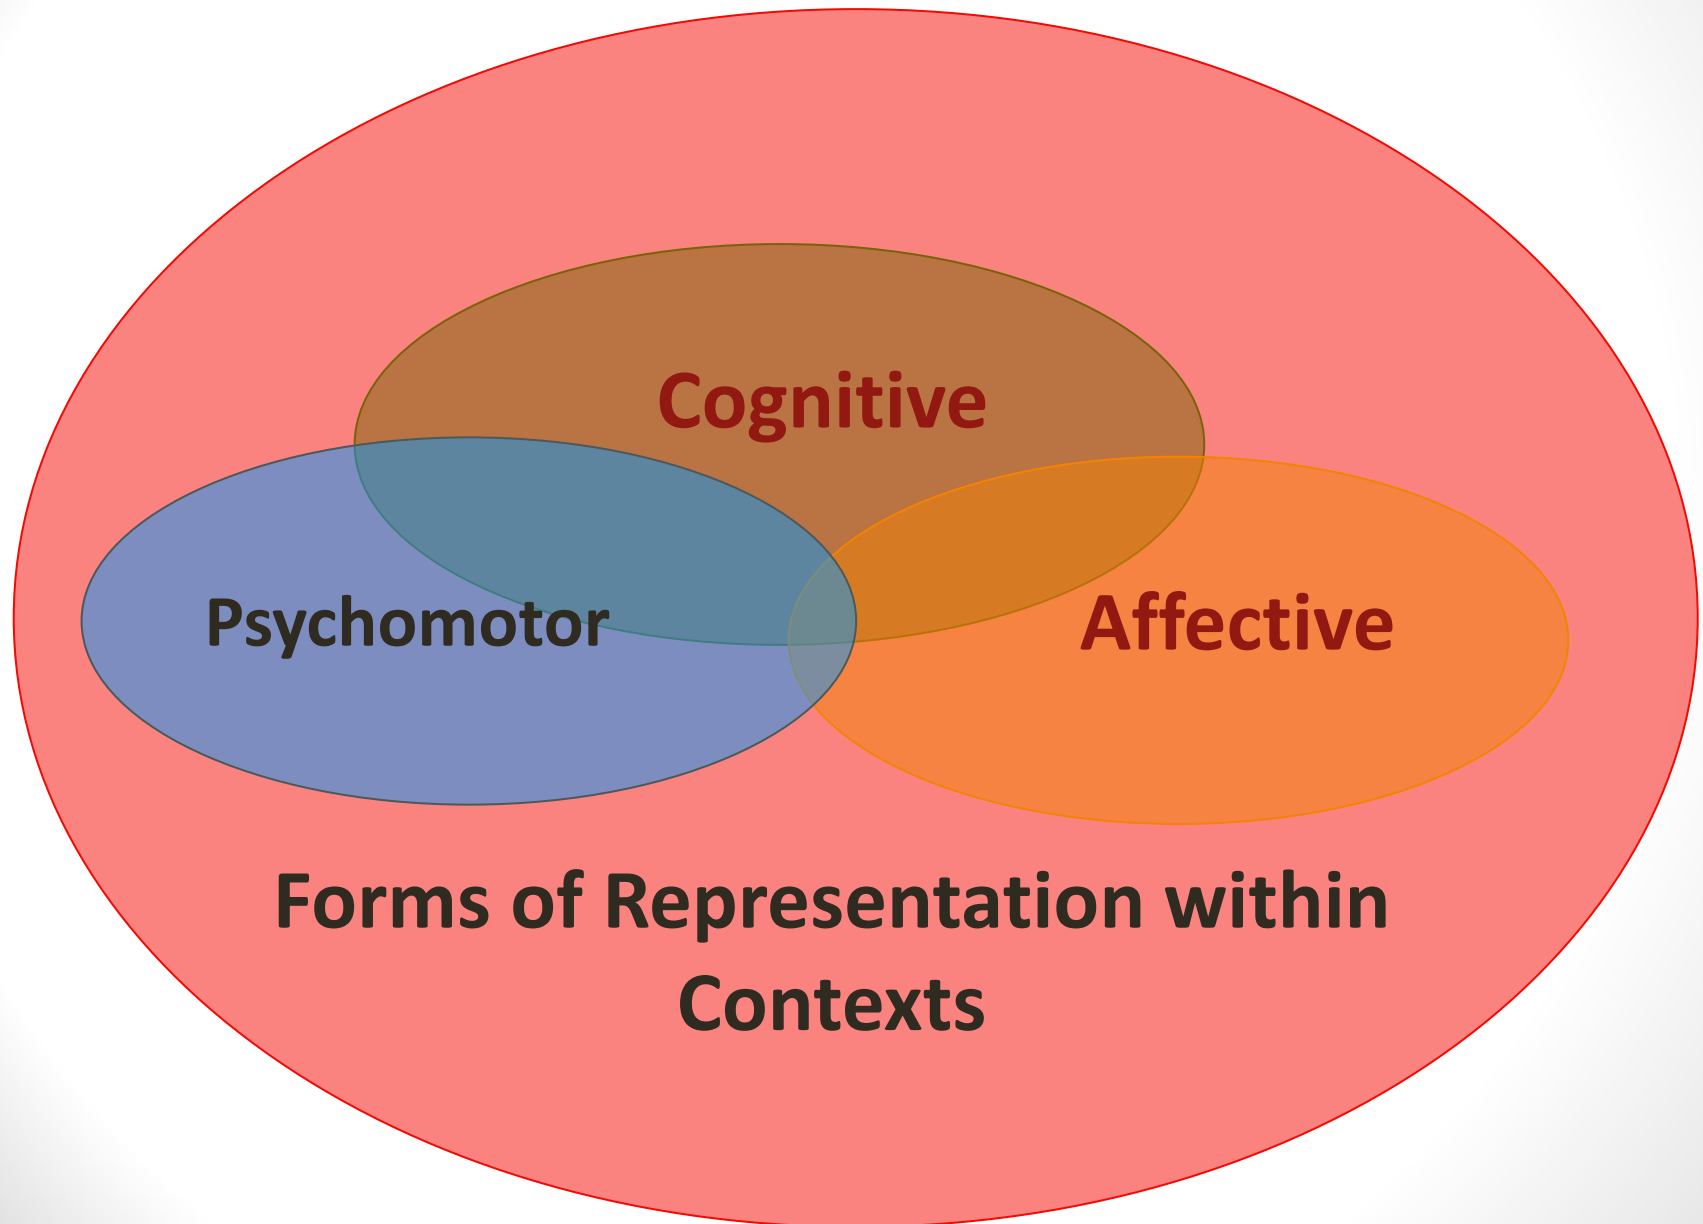 Cognitive
Psychomotor
Affective
Forms of Representation within
Contexts